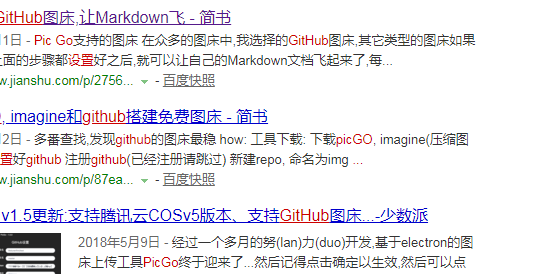 GitHub图床,让Markdown飞 - 简书
1日 - Pic Go支持的图床 在众多的图床中,我选择的GitHub图床,其它类型的图床如果
上面的步骤都设置好之后,就可以让自己的Markdown文档飞起来了,每...
w.jianshu.com/p/2756... - 百度快照
, imagine和github搭建免费图床 - 简书
2日 - 多番查找,发现github的图床最稳 how: 工具下载: 下载picGO, imagine(压缩图
置好github 注册github(已经注册请跳过) 新建repo, 命名为img ...
w.jianshu.com/p/87ea... - 百度快照
v1.5更新:支持腾讯云COSv5版本、支持GitHub图床...-少数派
2018年5月9日 - 经过一个多月的努(lan)力(duo)开发,基于electron的图
床上传工具PicGo终于迎来了...然后记得点击确定以生效,然后可以点